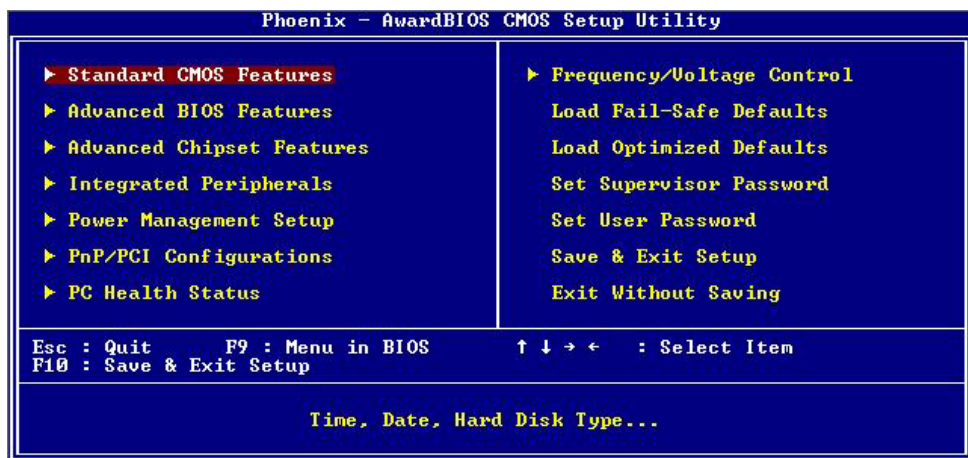 Phoenix - AwardBIOS CMOS Setup Utility
▶ Standard CMOS Features
▶ Advanced BIOS Features
▶ Advanced Chipset Features
▶ Integrated Peripherals
▶ Power Management Setup
▶ PnP/PCI Configurations
▶ PC Health Status
▶ Frequency/Voltage Control
Load Fail-Safe Defaults
Load Optimized Defaults
Set Supervisor Password
Set User Password
Save & Exit Setup
Exit Without Saving
Esc : Quit F9 : Menu in BIOS ↑ ↓ → ← : Select Item
F10 : Save & Exit Setup
Time, Date, Hard Disk Type...